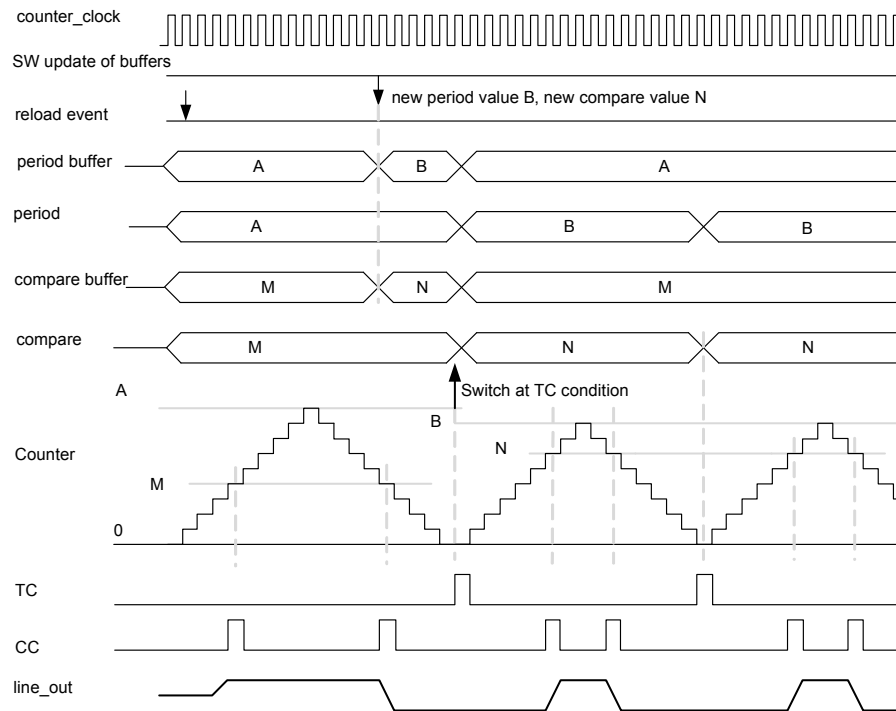 counter_clock
SW update of buffers
new period value B, new compare value N
reload event
period buffer A B A
period A B B
compare buffer M N M
compare M N N
A
Switch at TC condition
B
N
Counter
M
0
TC
CC
line_out